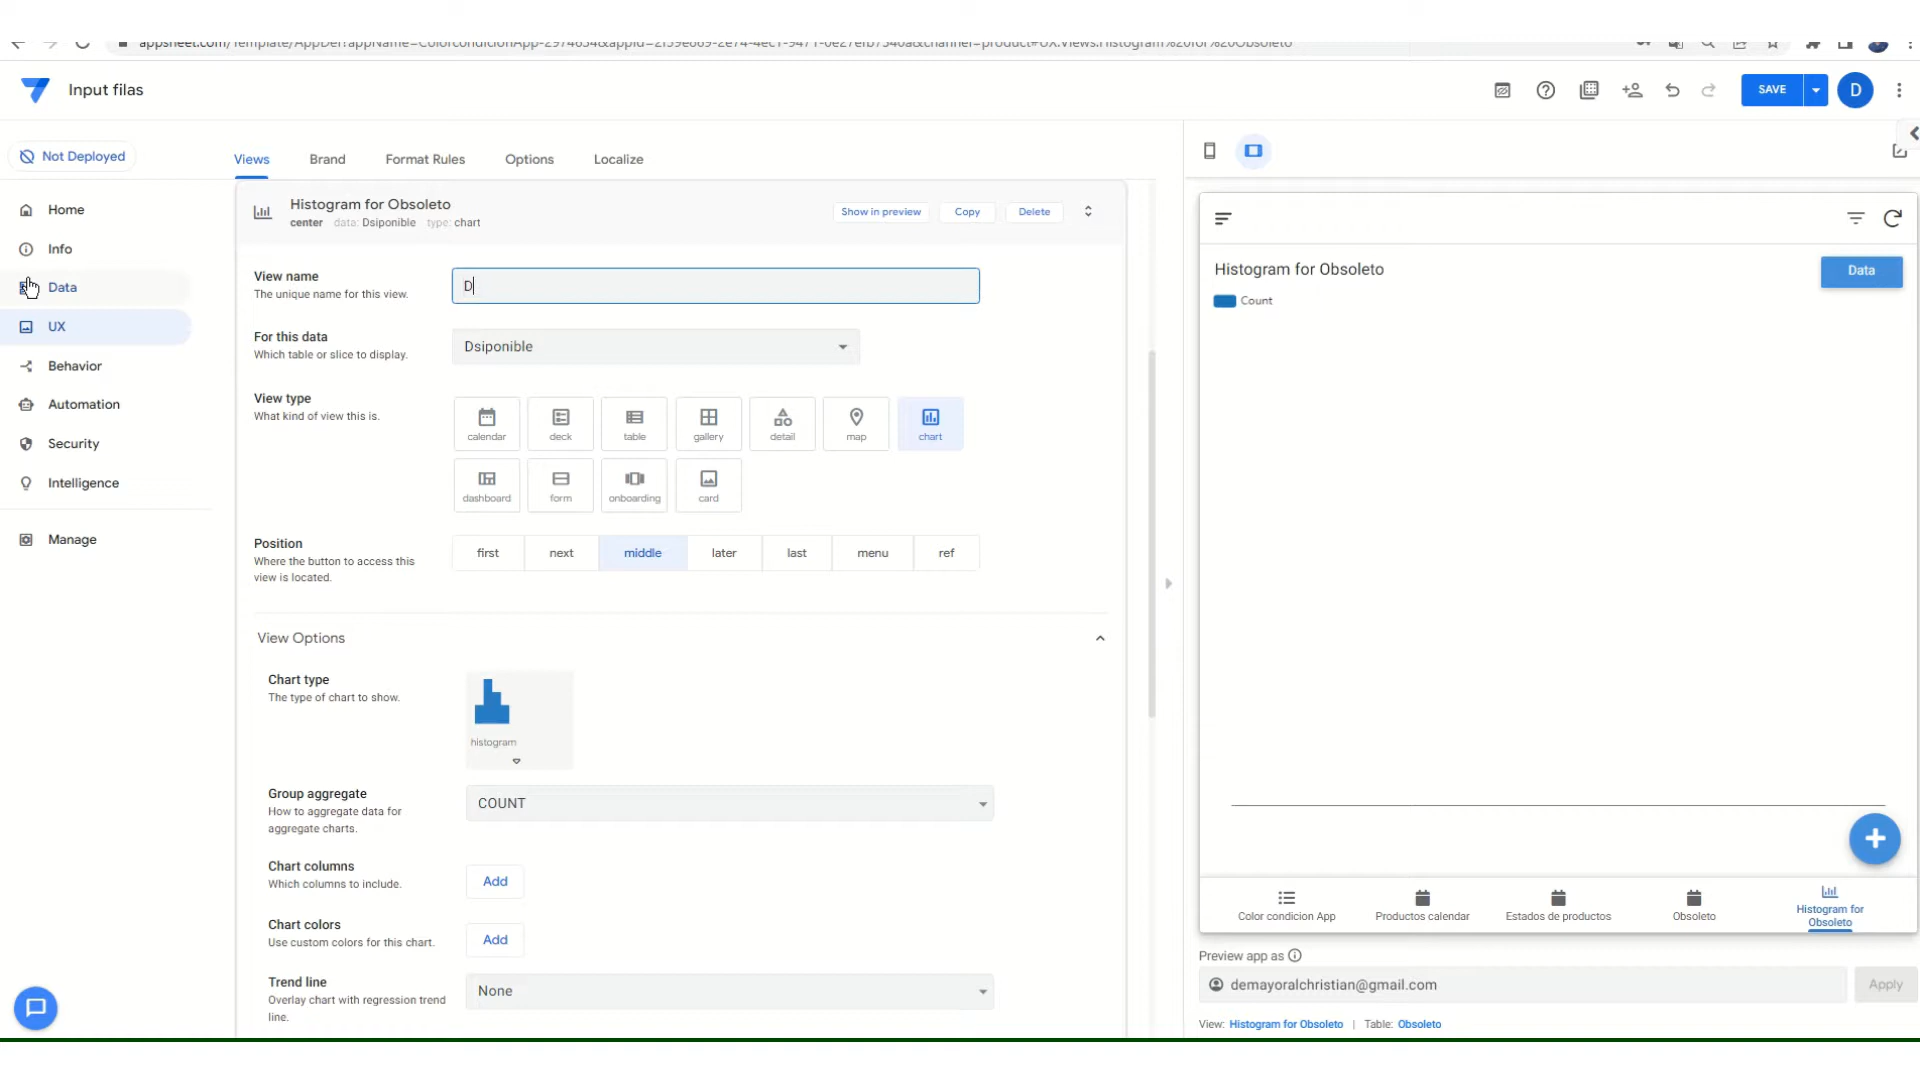 Input filas
SAVE
D
Not Deployed
Views
Brand
Format Rules
Options
Localize
Home
Info
Data
UX
Behavior
Automation
Security
Intelligence
Manage
Histogram for Obsoleto
center data: Dsiponible type: chart
Show in preview
Copy
Delete
View name
The unique name for this view.
D
For this data
Which table or slice to display.
Dsiponible
View type
What kind of view this is.
calendar
deck
table
gallery
detail
map
chart
dashboard
form
onboarding
card
Position
Where the button to access this
view is located.
first
next
middle
later
last
menu
ref
View Options
Chart type
The type of chart to show.
histogram
Group aggregate
How to aggregate data for
aggregate charts.
COUNT
Chart columns
Which columns to include.
Add
Chart colors
Use custom colors for this chart.
Add
Trend line
Overlay chart with regression trend
line.
None
Histogram for Obsoleto
Data
Count
Color condicion App
Productos calendar
Estados de productos
Obsoleto
Histogram for
Obsoleto
Preview app as
demayoralchristian@gmail.com
Apply
View: Histogram for Obsoleto | Table: Obsoleto